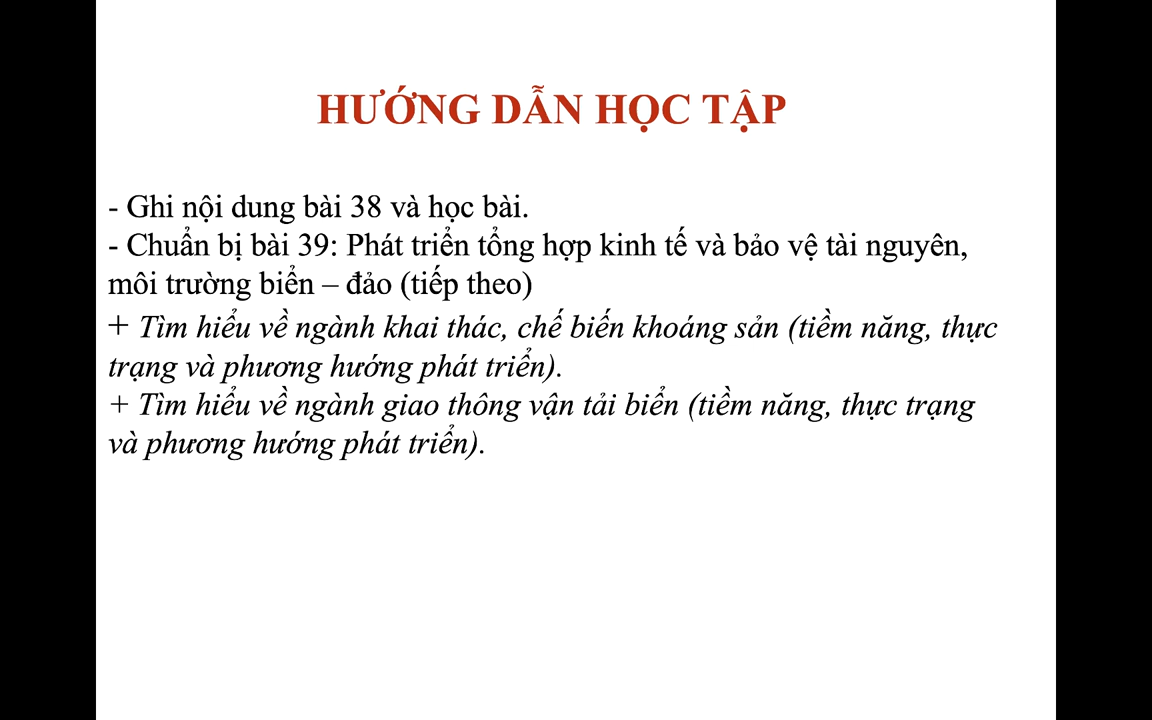 HƯỚNG DẪN HỌC TẬP
- Ghi nội dung bài 38 và học bài.
- Chuẩn bị bài 39: Phát triển tổng hợp kinh tế và bảo vệ tài nguyên,
môi trường biển – đảo (tiếp theo)
+ Tìm hiểu về ngành khai thác, chế biến khoáng sản (tiềm năng, thực
trạng và phương hướng phát triển).
+ Tìm hiểu về ngành giao thông vận tải biển (tiềm năng, thực trạng
và phương hướng phát triển).